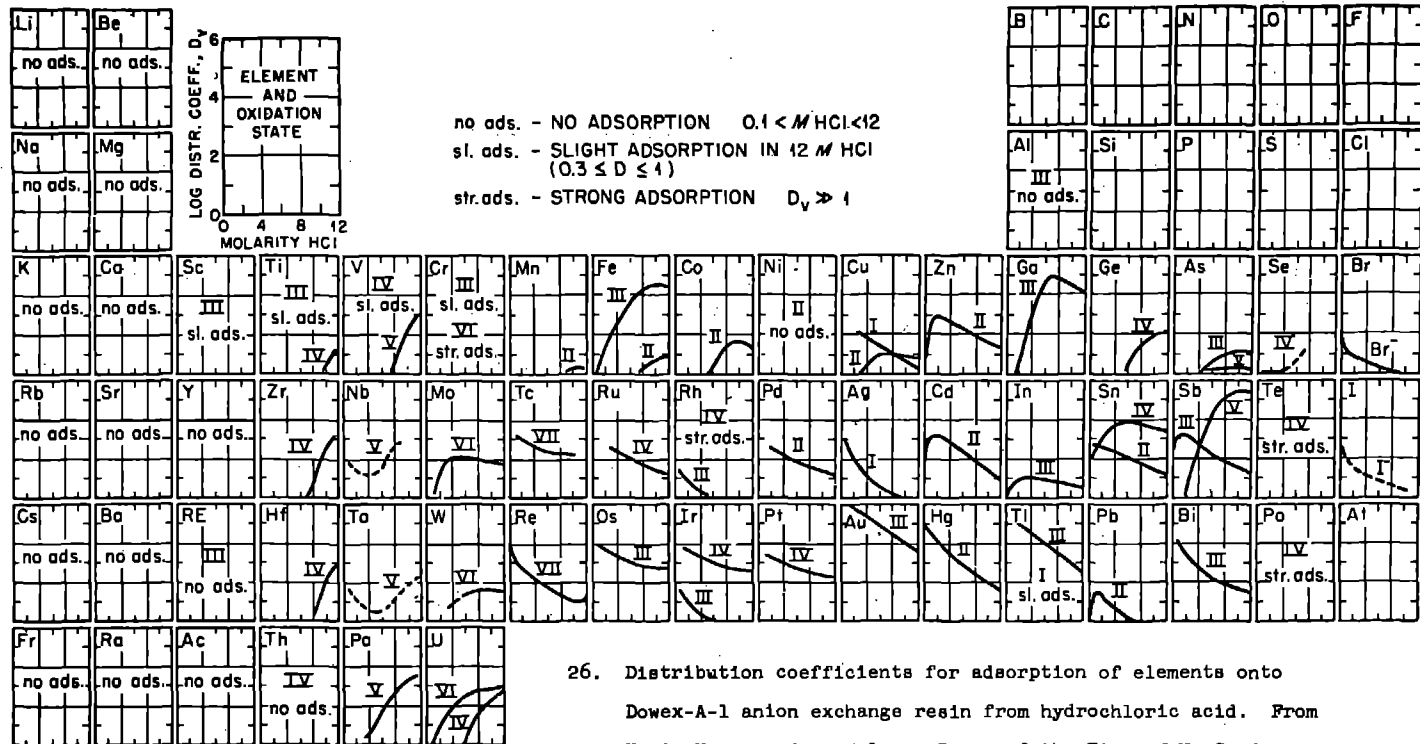 Li Be B C N O F
no ads. no ads.
LOG DISTR. COEFF., Dv
6
4
2
0
ELEMENT
AND
OXIDATION
STATE
0 4 8 12
MOLARITY HCl
no ads. - NO ADSORPTION 0.1 < M HCl <12
sl. ads. - SLIGHT ADSORPTION IN 12 M HCl
(0.3 ≤ D ≤ 1)
str. ads. - STRONG ADSORPTION Dv ≫ 1
Na Mg Al Si P S Cl
III
no ads. no ads. no ads.
K Ca Sc Ti V Cr Mn Fe Co Ni Cu Zn Ga Ge As Se Br
no ads. no ads. III sl. ads. III sl. ads. IV IV sl. ads. V III sl. ads. VI str. ads. II III II II II no ads. I II II III IV III V IV Br⁻
Rb Sr Y Zr Nb Mo Tc Ru Rh Pd Ag Cd In Sn Sb Te I
no ads. no ads. no ads. IV V VI VII IV IV str. ads. III II I II III IV II III V IV str. ads. I⁻
Cs Ba RE Hf Ta W Re Os Ir Pt Au Hg Tl Pb Bi Po At
no ads. no ads. III no ads. IV V VI VII III IV III IV III II III I sl. ads. II III IV str. ads.
Fr Ra Ac Th Pa U
no ads. no ads. no ads. IV no ads. V VI IV
26. Distribution coefficients for adsorption of elements onto
Dowex-A-1 anion exchange resin from hydrochloric acid. From